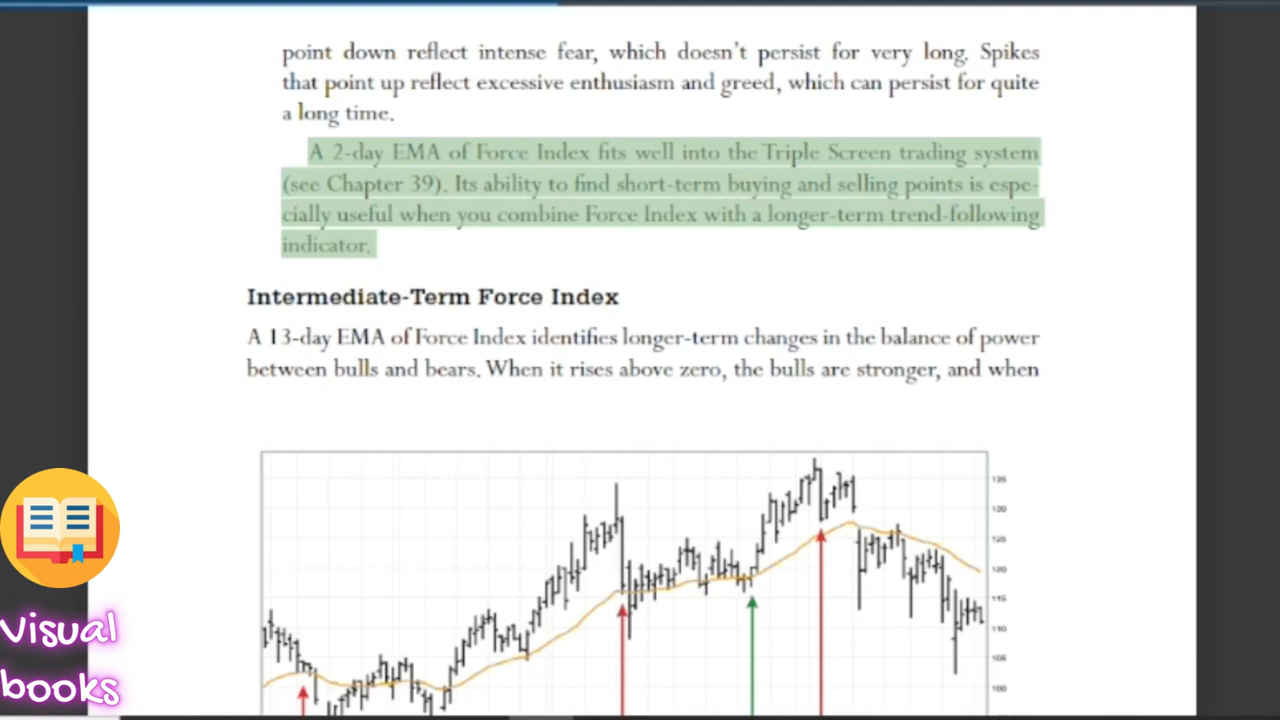 point down reflect intense fear, which doesn't persist for very long. Spikes
that point up reflect excessive enthusiasm and greed, which can persist for quite
a long time.
A 2-day EMA of Force Index fits well into the Triple Screen trading system
(see Chapter 39). Its ability to find short-term buying and selling points is espe-
cially useful when you combine Force Index with a longer-term trend-following
indicator.
Intermediate-Term Force Index
A 13-day EMA of Force Index identifies longer-term changes in the balance of power
between bulls and bears. When it rises above zero, the bulls are stronger, and when
135
120
125
120
115
110
105
100
Visual
books